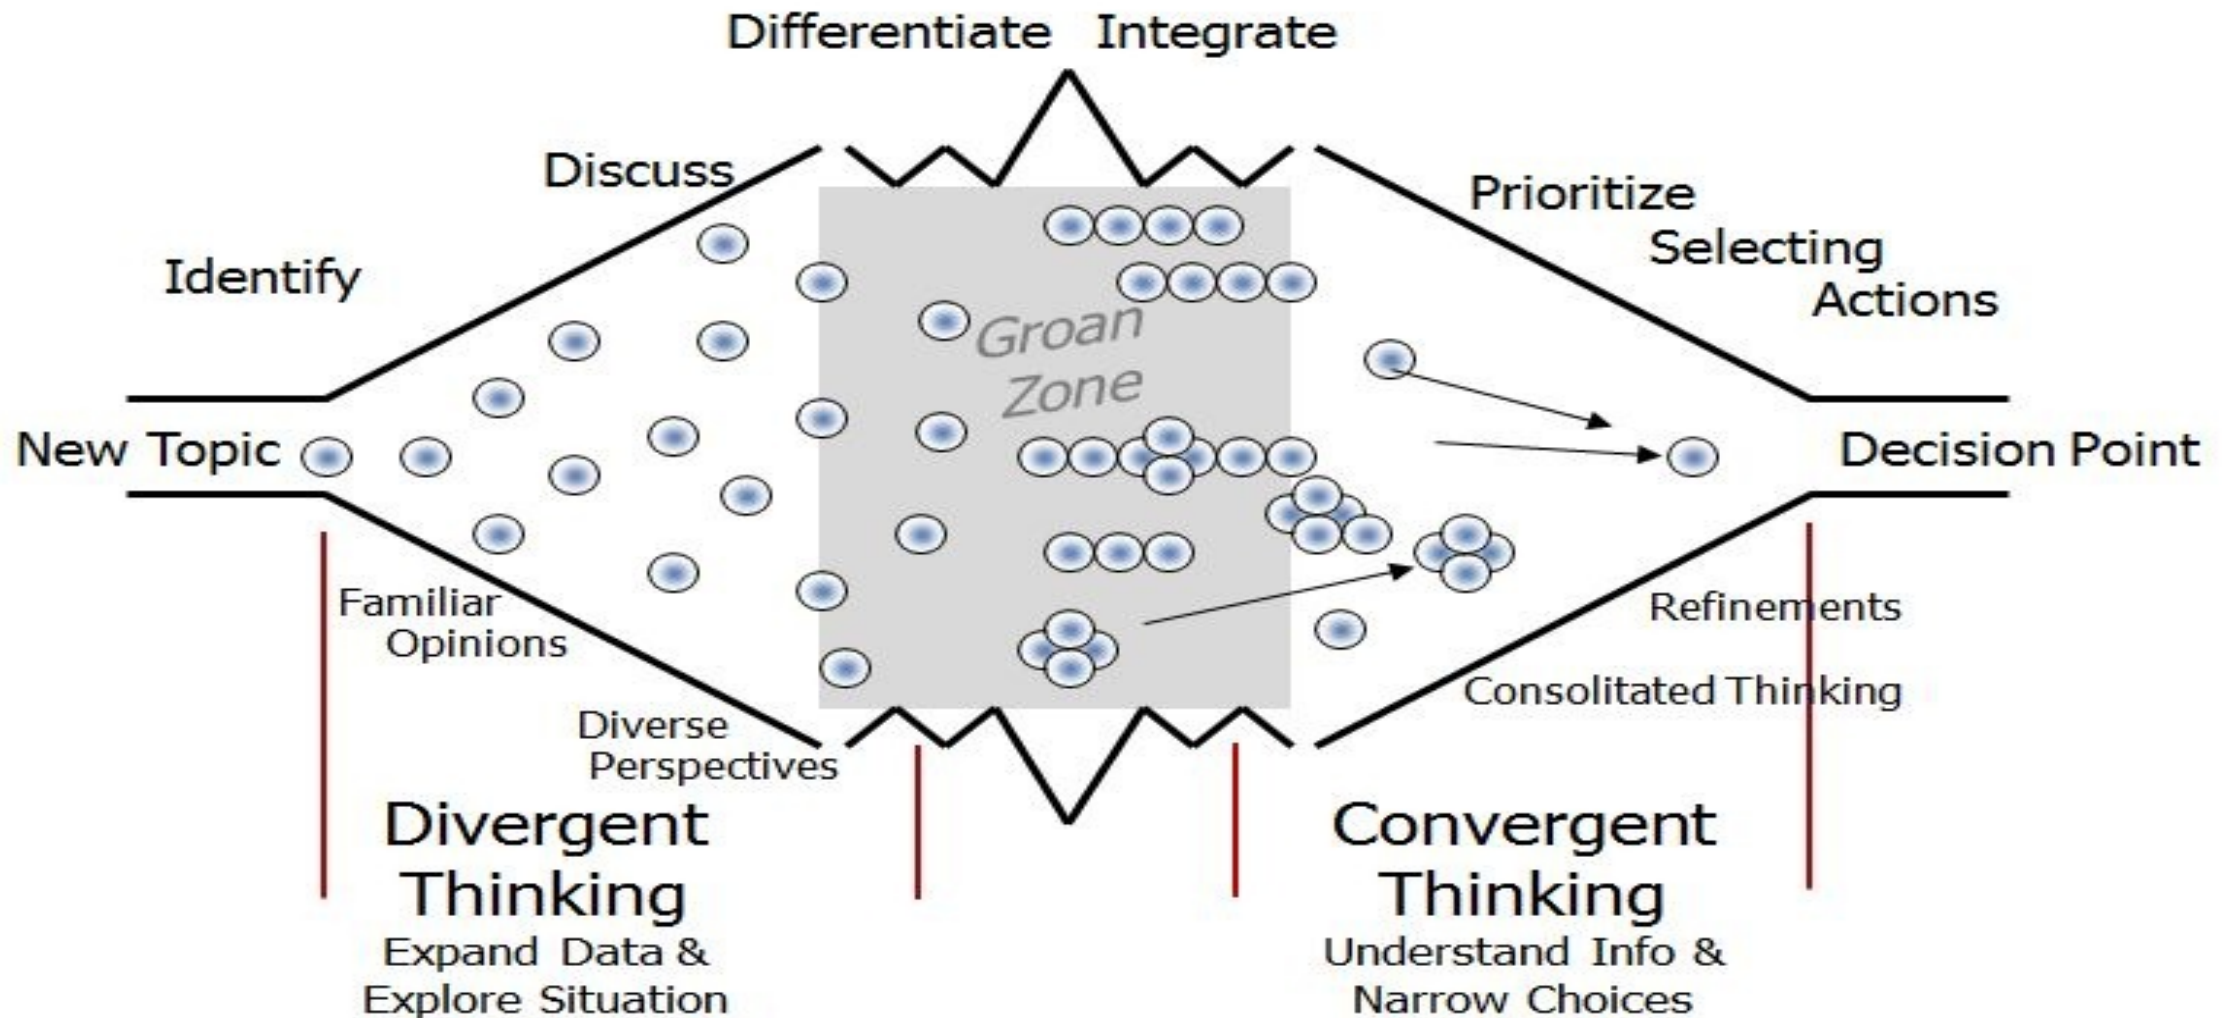 Differentiate Integrate
Discuss
Identify
Prioritize
Selecting
Actions
Groan
Zone
New Topic
Decision Point
Familiar
Opinions
Diverse
Perspectives
Refinements
Consolitated Thinking
Divergent
Thinking
Expand Data &
Explore Situation
Convergent
Thinking
Understand Info &
Narrow Choices